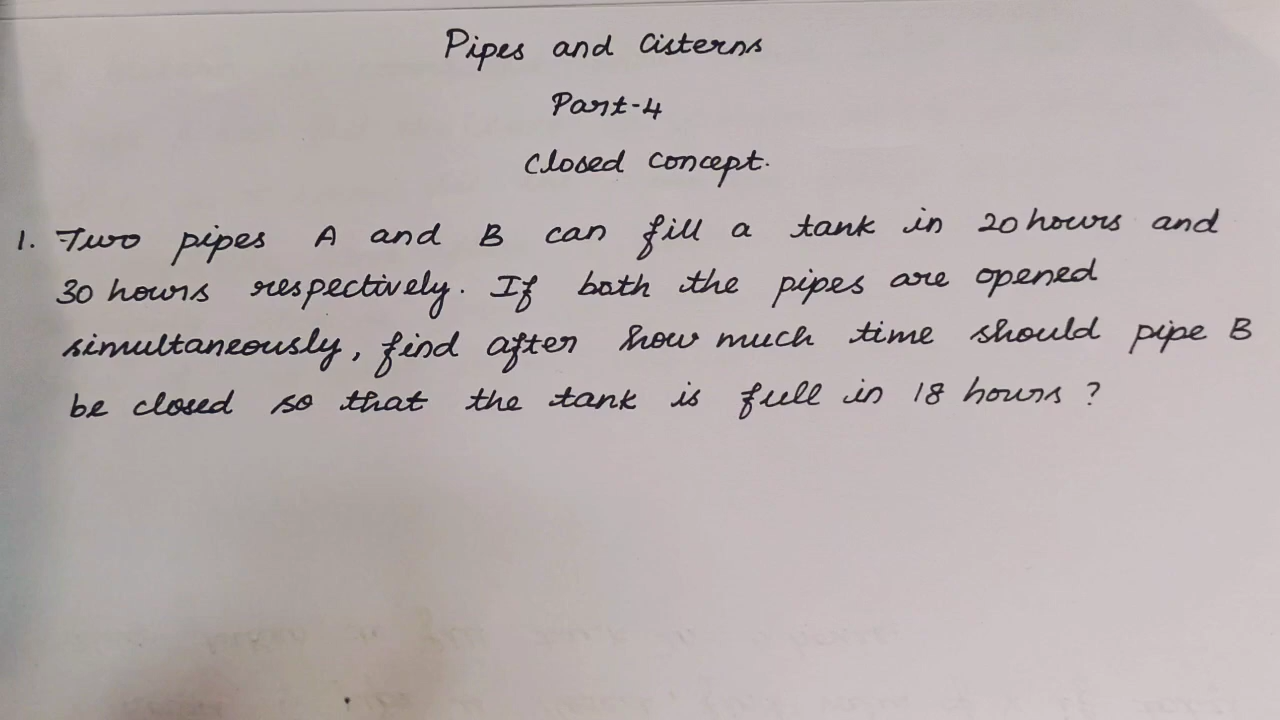 Pipes and Cisterns
Part-4
Closed Concept.
1. Two pipes A and B can fill a tank in 20 hours and
30 hours respectively. If both the pipes are opened
simultaneously, find after how much time should pipe B
be closed so that the tank is full in 18 hours ?